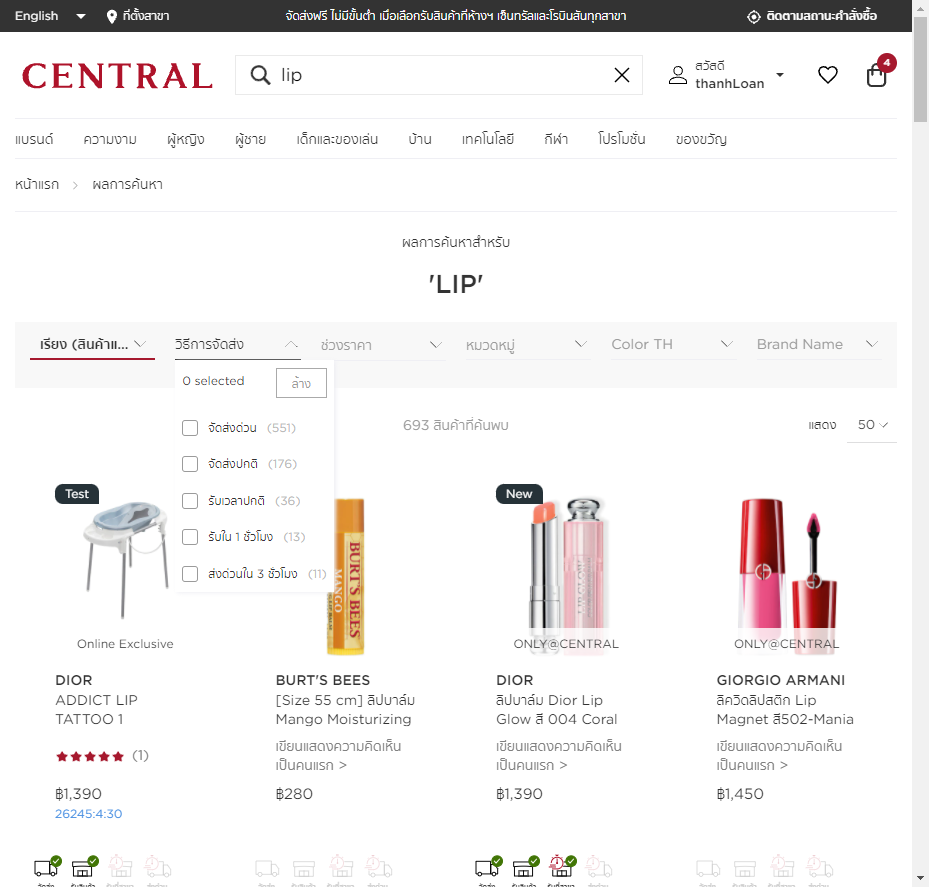 English
ที่ตั้งสาขา
จัดส่งฟรี ไม่มีขั้นต่ำ เมื่อเลือกรับสินค้าที่ห้างฯ เซ็นทรัลและโรบินสันทุกสาขา
ติดตามสถานะคำสั่งซื้อ
CENTRAL
lip
สวัสดี
thanhLoan
4
แบรนด์ ความงาม ผู้หญิง ผู้ชาย เด็กและของเล่น บ้าน เทคโนโลยี กีฬา โปรโมชั่น ของขวัญ
หน้าแรก > ผลการค้นหา
ผลการค้นหาสำหรับ
'LIP'
เรียง (สินค้าแ... วิธีการจัดส่ง ช่วงราคา หมวดหมู่ Color TH Brand Name
0 selected ล้าง
จัดส่งด่วน (551)
จัดส่งปกติ (176)
รับเวลาปกติ (36)
รับใน 1 ชั่วโมง (13)
ส่งด่วนใน 3 ชั่วโมง (11)
693 สินค้าที่ค้นพบ
แสดง 50
Test
Online Exclusive
DIOR
ADDICT LIP
TATTOO 1
(1)
฿1,390
26245:4:30
BURT'S BEES
MANGO
BURT'S BEES
[Size 55 cm] ลิปบาล์ม
Mango Moisturizing
เขียนแสดงความคิดเห็น
เป็นคนแรก >
฿280
New
ONLY@CENTRAL
DIOR
ลิปบาล์ม Dior Lip
Glow สี 004 Coral
เขียนแสดงความคิดเห็น
เป็นคนแรก >
฿1,390
ONLY@CENTRAL
GIORGIO ARMANI
ลิควิดลิปสติก Lip
Magnet สี502-Mania
เขียนแสดงความคิดเห็น
เป็นคนแรก >
฿1,450